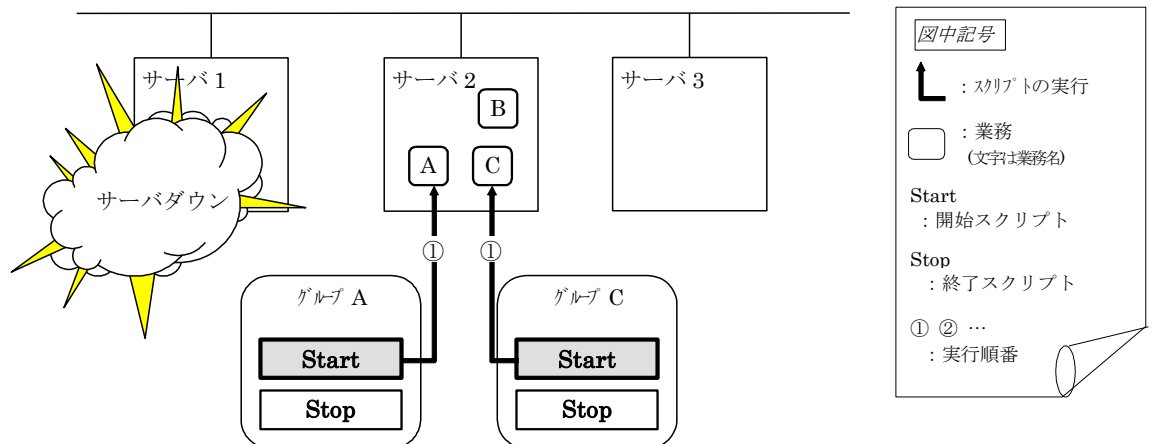 サーバ 1
サーバ 2
サーバ 3
B
A
C
サーバダウン
①
①
グループ A
Start
Stop
グループ C
Start
Stop
図中記号
：スクリプトの実行
：業務
(文字は業務名)
Start
：開始スクリプト
Stop
：終了スクリプト
① ② …
：実行順番